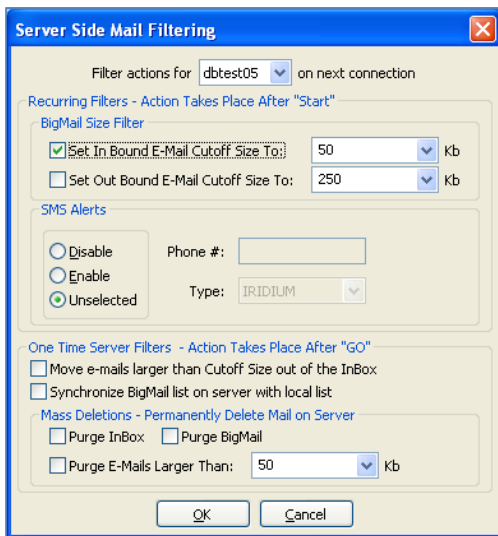 Server Side Mail Filtering
Filter actions for dbtest05 on next connection
Recurring Filters - Action Takes Place After "Start"
BigMail Size Filter
Set In Bound E-Mail Cutoff Size To: 50 Kb
Set Out Bound E-Mail Cutoff Size To: 250 Kb
SMS Alerts
Disable Phone #:
Enable
Type: IRIDIUM
Unselected
One Time Server Filters - Action Takes Place After "GO"
Move e-mails larger than Cutoff Size out of the InBox
Synchronize BigMail list on server with local list
Mass Deletions - Permanently Delete Mail on Server
Purge InBox Purge BigMail
Purge E-Mails Larger Than: 50 Kb
OK Cancel